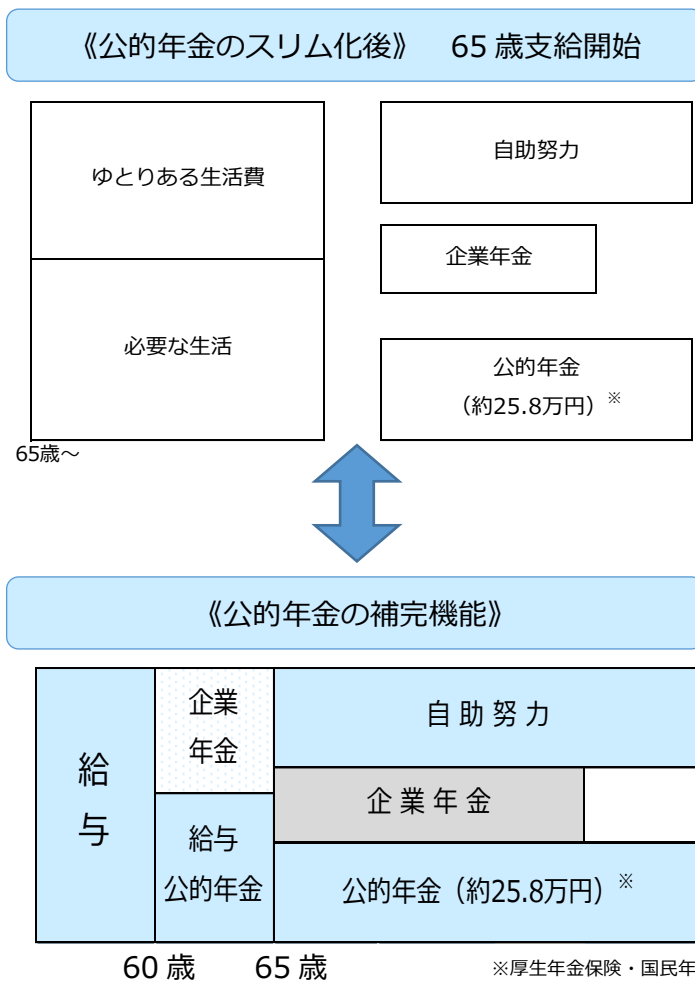 《公的年金のスリム化後》　65 歳支給開始
ゆとりある生活費
必要な生活
65歳～
自助努力
企業年金
公的年金
（約25.8万円）※
《公的年金の補完機能》
給
与
企業
年金
給与
公的年金
自 助 努 力
企 業 年 金
公的年金（約25.8万円）※
60 歳
65 歳
※厚生年金保険・国民年